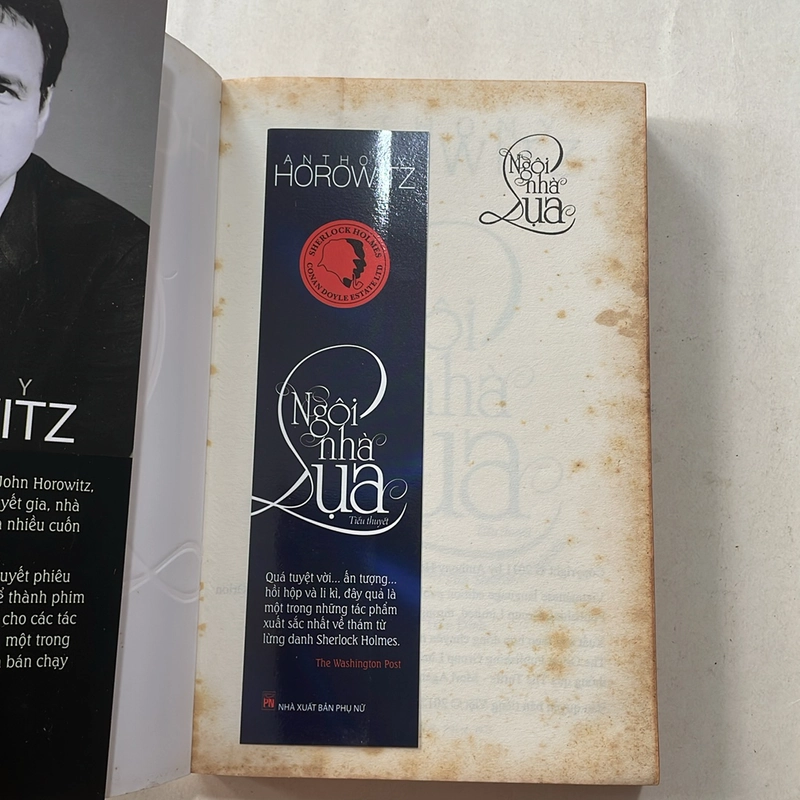 Y
WITZ
John Horowitz,
yết gia, nhà
nhiều cuốn
uyết phiêu
ể thành phim
cho các tác
một trong
bán chạy
ANTHONY
HOROWITZ
SHERLOCK HOLMES
CONAN DOYLE ESTATE LTD
Ngôi
nhà
Lụa
Tiểu thuyết
Quá tuyệt vời... ấn tượng...
hồi hộp và li kì, đây quả là
một trong những tác phẩm
xuất sắc nhất về thám tử
lừng danh Sherlock Holmes.
The Washington Post
PN NHÀ XUẤT BẢN PHỤ NỮ
Ngôi
nhà
Lụa